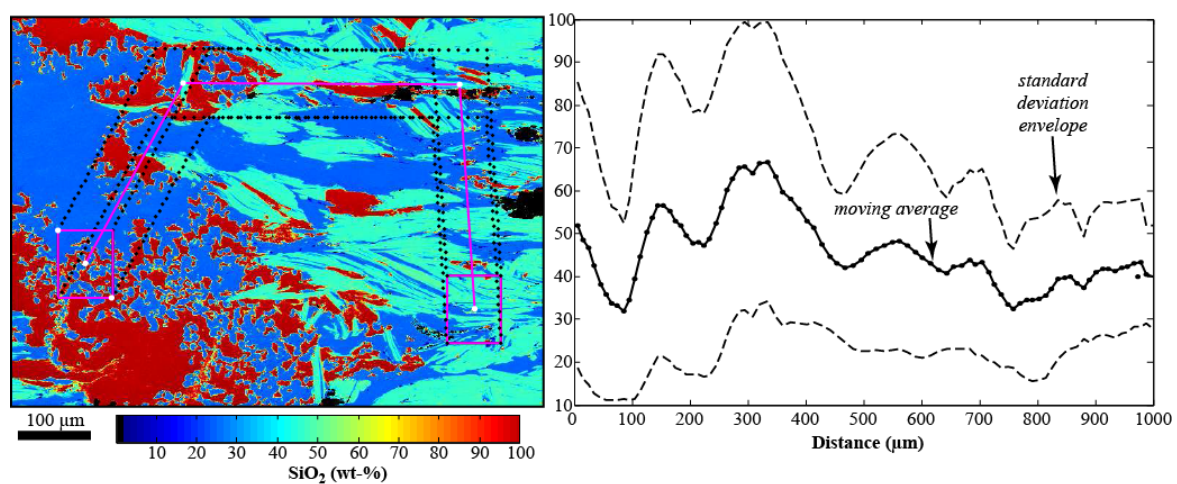 100 µm
10 20 30 40 50 60 70 80 90 100
SiO2 (wt-%)
100
90
80
70
60
50
40
30
20
10
standard
deviation
envelope
moving average
0 100 200 300 400 500 600 700 800 900 1000
Distance (µm)